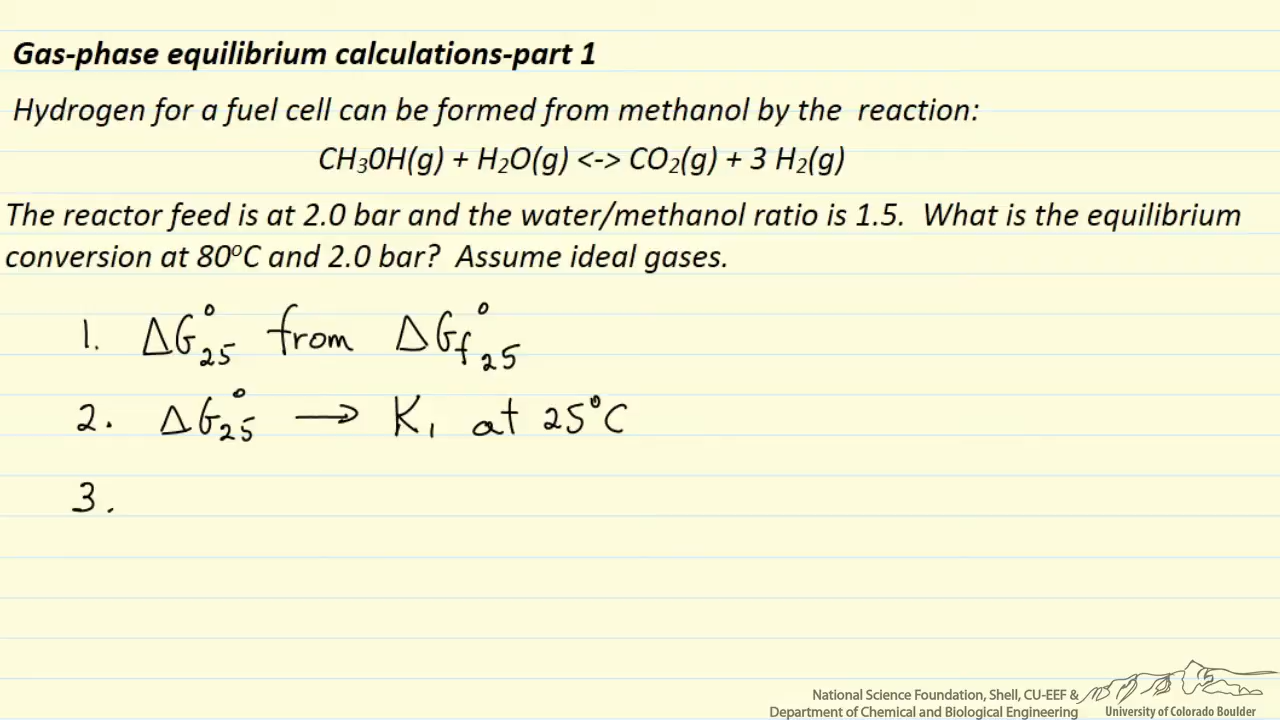 Gas-phase equilibrium calculations-part 1
Hydrogen for a fuel cell can be formed from methanol by the reaction:
CH₃0H(g) + H₂O(g) <-> CO₂(g) + 3 H₂(g)
The reactor feed is at 2.0 bar and the water/methanol ratio is 1.5. What is the equilibrium
conversion at 80°C and 2.0 bar? Assume ideal gases.
1. ΔG°₂₅ from ΔG°f₂₅
2. ΔG°₂₅ → K₁ at 25°C
3.
National Science Foundation, Shell, CU-EEF &
Department of Chemical and Biological Engineering
University of Colorado Boulder